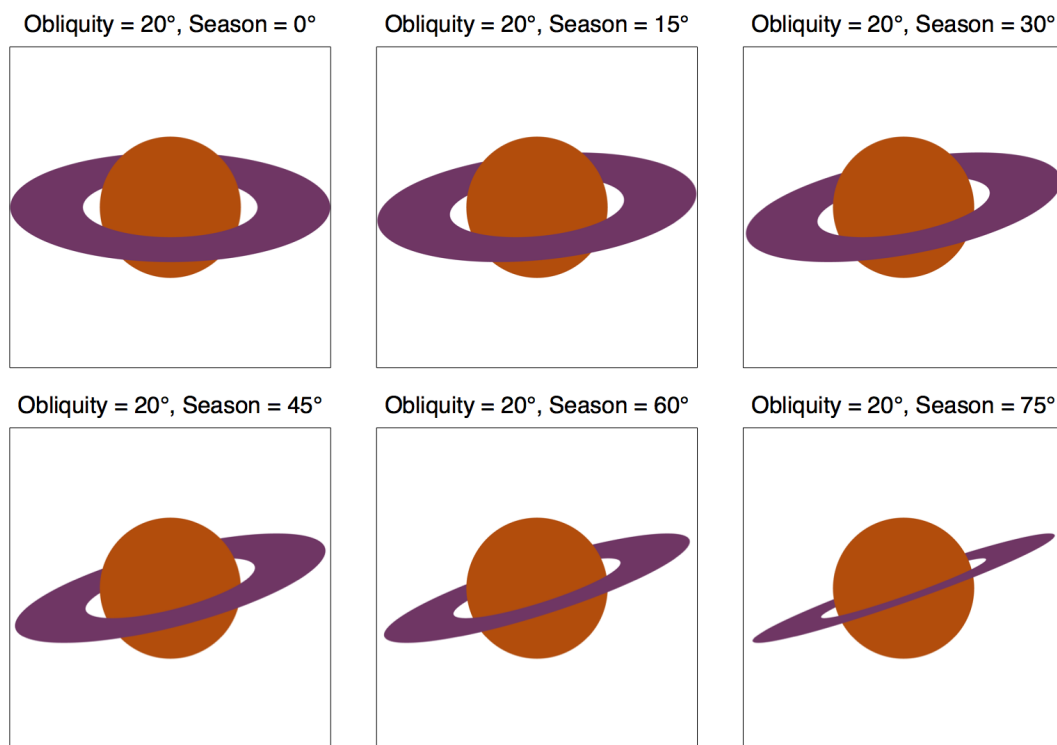 Obliquity = 20°, Season = 0°
Obliquity = 20°, Season = 15°
Obliquity = 20°, Season = 30°
Obliquity = 20°, Season = 45°
Obliquity = 20°, Season = 60°
Obliquity = 20°, Season = 75°